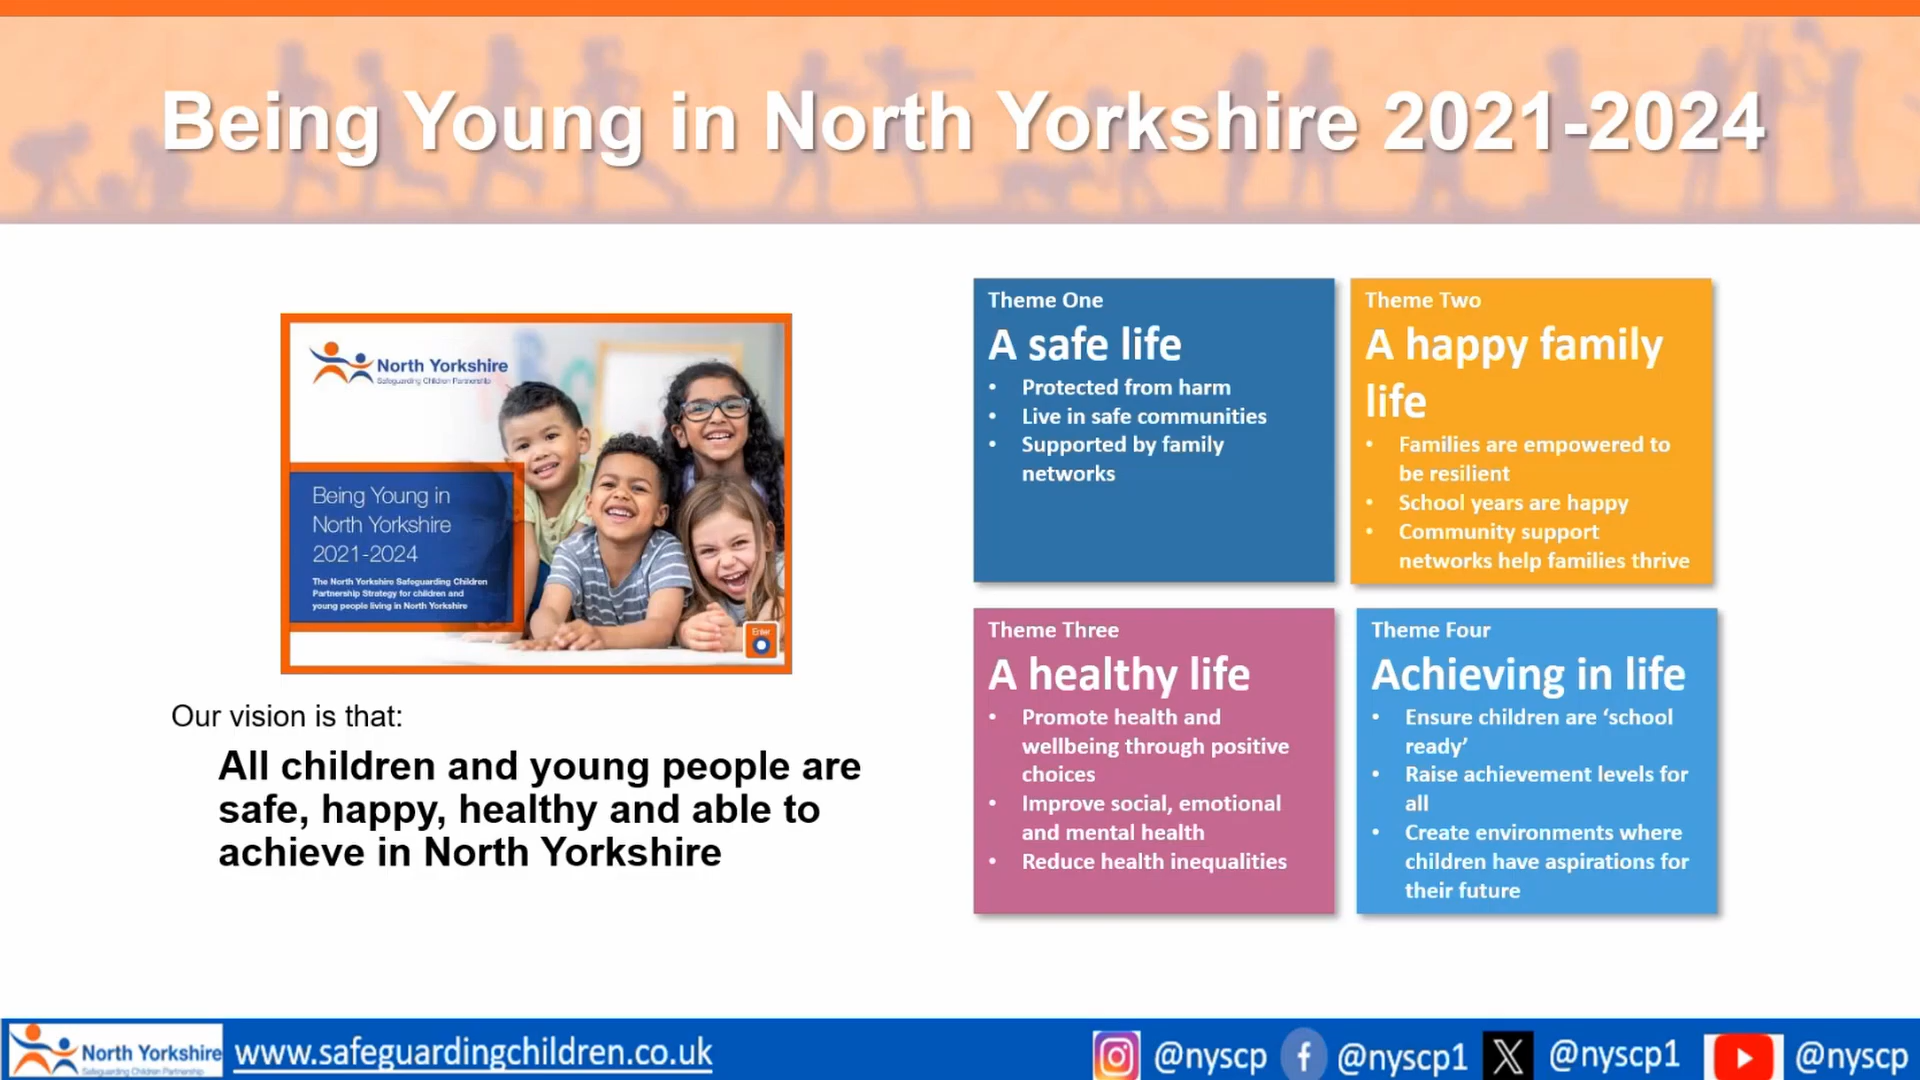 Being Young in North Yorkshire 2021-2024
North Yorkshire
Safeguarding Children Partnership
Being Young in
North Yorkshire
2021-2024
The North Yorkshire Safeguarding Children
Partnership Strategy for children and
young people living in North Yorkshire
Enter
Our vision is that:
All children and young people are
safe, happy, healthy and able to
achieve in North Yorkshire
Theme One
A safe life
• Protected from harm
• Live in safe communities
• Supported by family
networks
Theme Two
A happy family
life
• Families are empowered to
be resilient
• School years are happy
• Community support
networks help families thrive
Theme Three
A healthy life
• Promote health and
wellbeing through positive
choices
• Improve social, emotional
and mental health
• Reduce health inequalities
Theme Four
Achieving in life
• Ensure children are ‘school
ready’
• Raise achievement levels for
all
• Create environments where
children have aspirations for
their future
North Yorkshire
Safeguarding Children Partnership
www.safeguardingchildren.co.uk
@nyscp
@nyscp1
@nyscp1
@nyscp